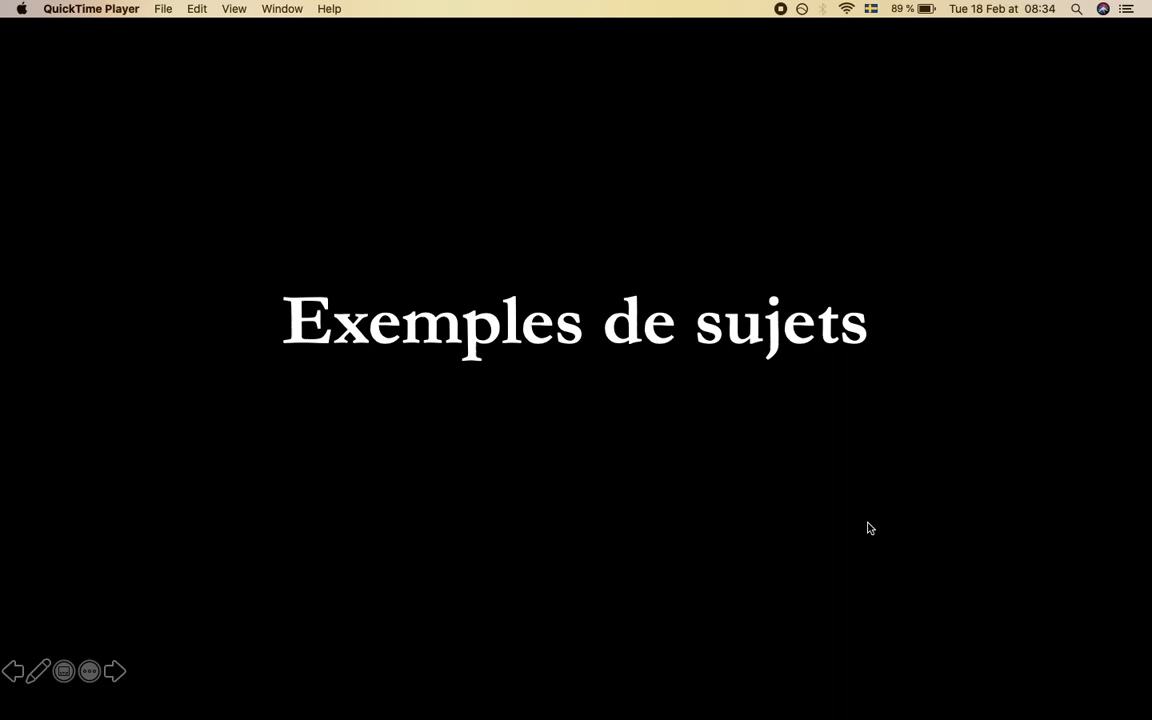 QuickTime Player File Edit View Window Help 89 % Tue 18 Feb at 08:34
Exemples de sujets